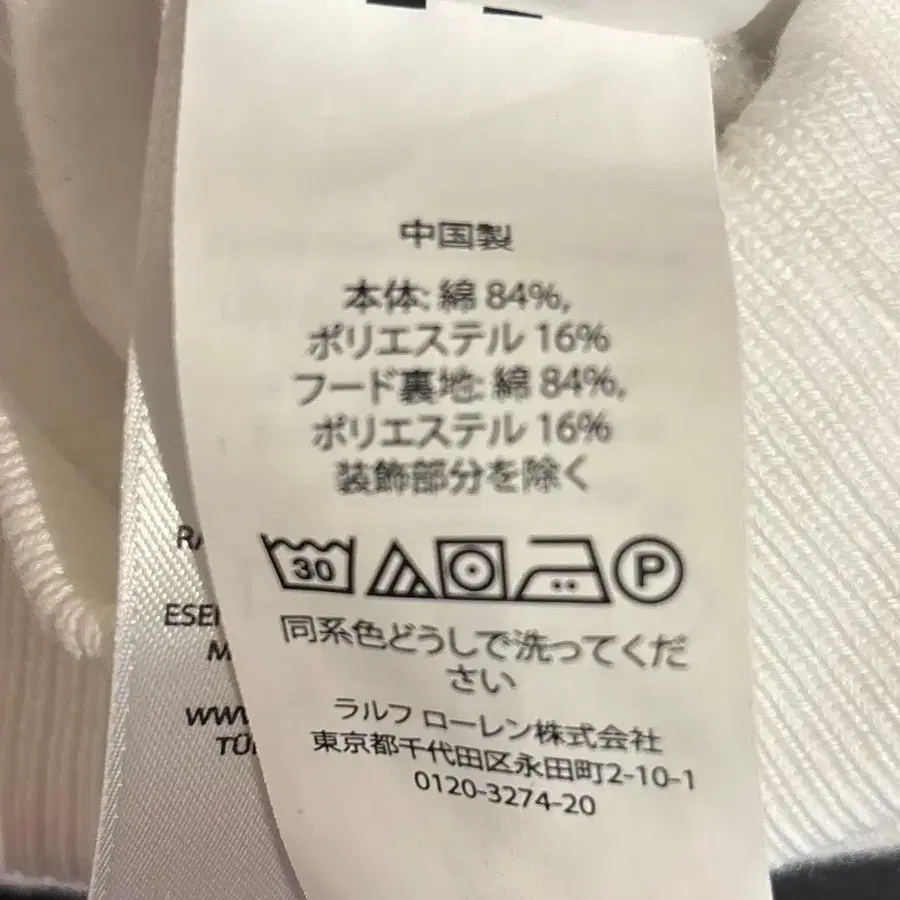 中国製
本体: 綿 84%,
ポリエステル 16%
フード裏地: 綿 84%,
ポリエステル 16%
装飾部分を除く
30
P
同系色どうしで洗ってくだ
さい
ラルフ ローレン株式会社
東京都千代田区永田町2-10-1
0120-3274-20